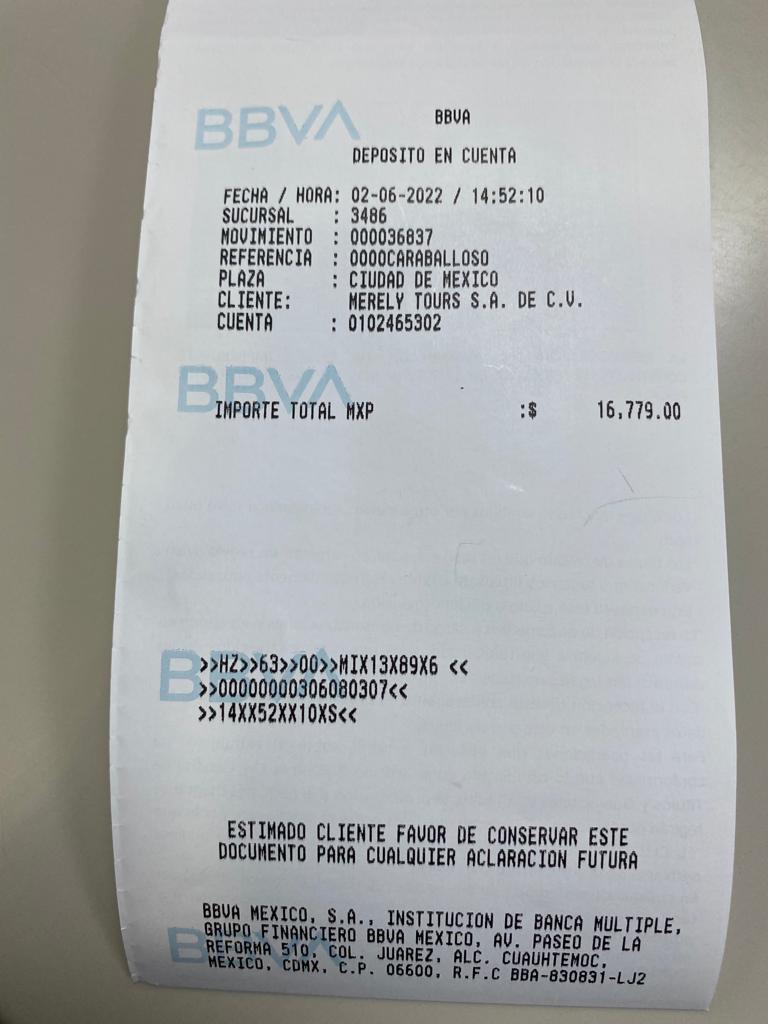 BBVA
BBVA
DEPOSITO EN CUENTA
FECHA / HORA: 02-06-2022 / 14:52:10
SUCURSAL : 3486
MOVIMIENTO : 000036837
REFERENCIA : 0000CARABALLOSO
PLAZA : CIUDAD DE MEXICO
CLIENTE: MERELY TOURS S.A. DE C.V.
CUENTA : 0102465302
BBVA
IMPORTE TOTAL MXP :$ 16,779.00
>>HZ>>63>>00>>MIX13X89X6 <<
>>00000000306080307<<
>>14XX52XX10XS<<
ESTIMADO CLIENTE FAVOR DE CONSERVAR ESTE
DOCUMENTO PARA CUALQUIER ACLARACION FUTURA
BBVA MEXICO, S.A., INSTITUCION DE BANCA MULTIPLE,
GRUPO FINANCIERO BBVA MEXICO, AV. PASEO DE LA
REFORMA 510, COL. JUAREZ, ALC. CUAUHTEMOC,
MEXICO, CDMX, C.P. 06600, R.F.C BBA-830831-LJ2